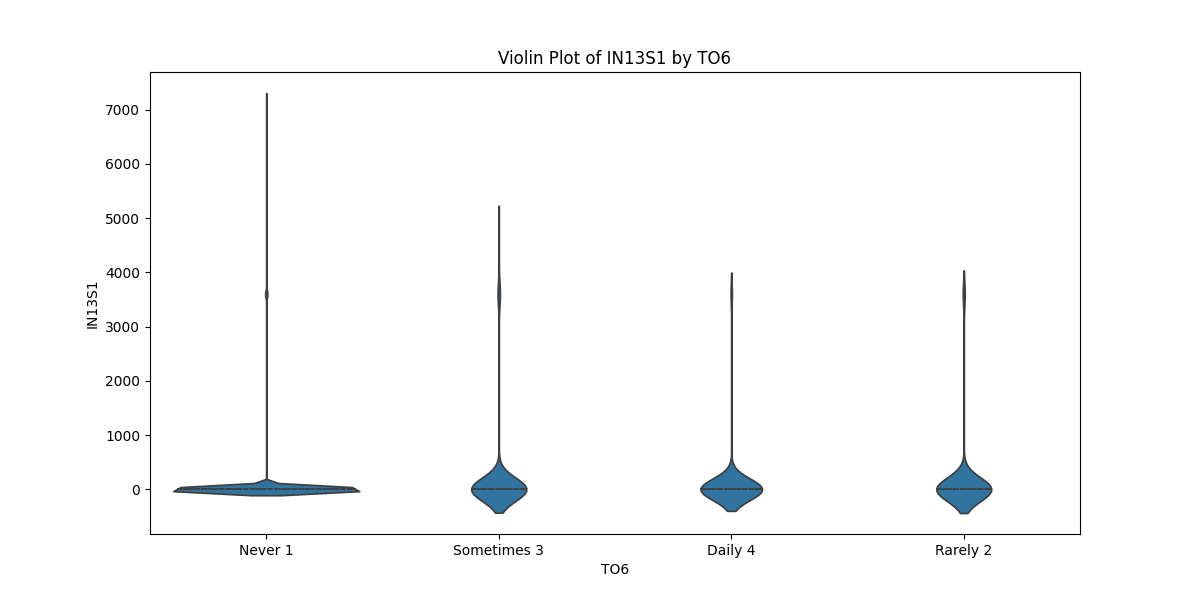 Violin Plot of IN13S1 by TO6
7000
6000
5000
4000
3000
2000
1000
0
IN13S1
Never 1
Sometimes 3
Daily 4
Rarely 2
TO6